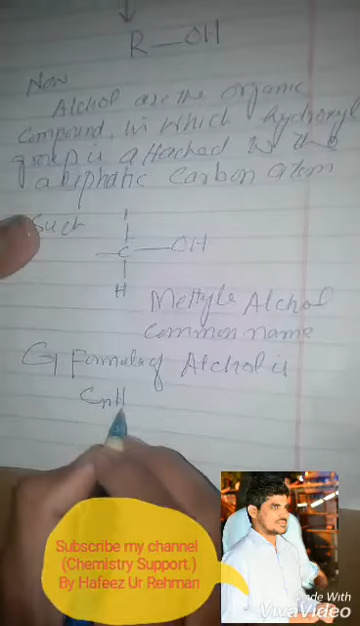 R—OH
Now
Alchol are the organic
Compound, in which hydroxyl
group is attached to the
aliphatic Carbon atom
Such
—C—OH
H
Methyle Alchol
Common name
G formula of Alchol is
CnH
Subscribe my channel
(Chemistry Support.)
By Hafeez Ur Rehman
Made With
VivaVideo